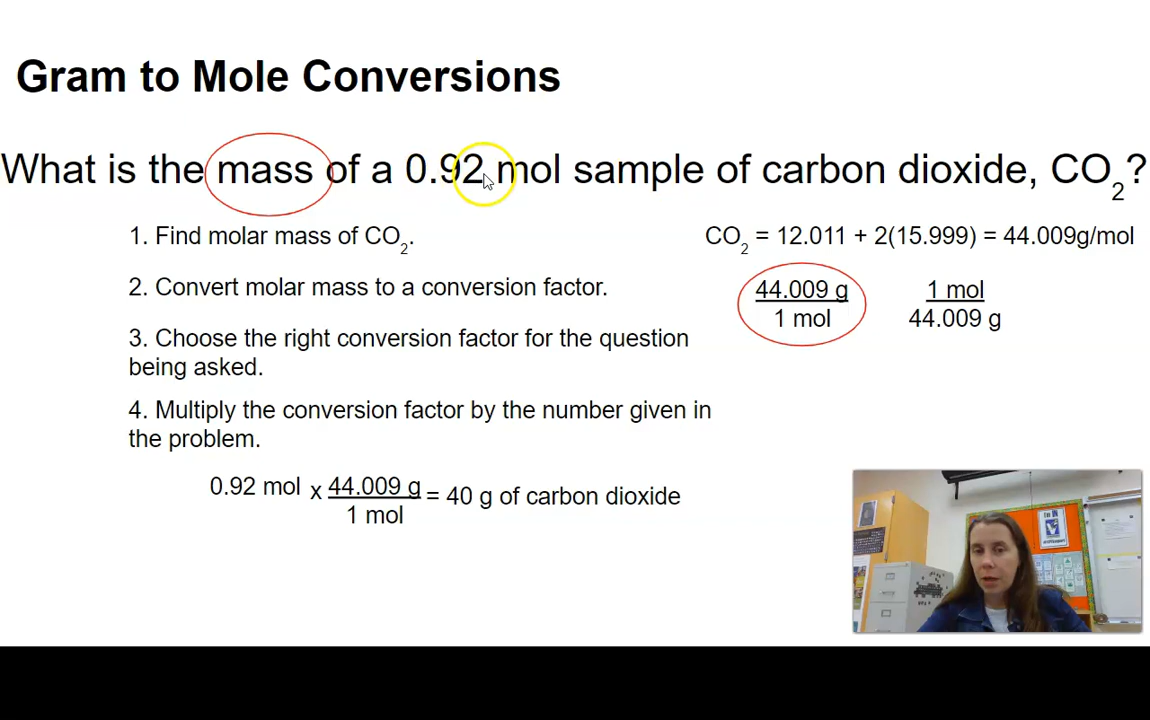 Gram to Mole Conversions
What is the mass of a 0.92 mol sample of carbon dioxide, CO₂?
1. Find molar mass of CO₂.
CO₂ = 12.011 + 2(15.999) = 44.009g/mol
2. Convert molar mass to a conversion factor.
44.009 g
1 mol
1 mol
44.009 g
3. Choose the right conversion factor for the question
being asked.
4. Multiply the conversion factor by the number given in
the problem.
0.92 mol x 44.009 g = 40 g of carbon dioxide
1 mol